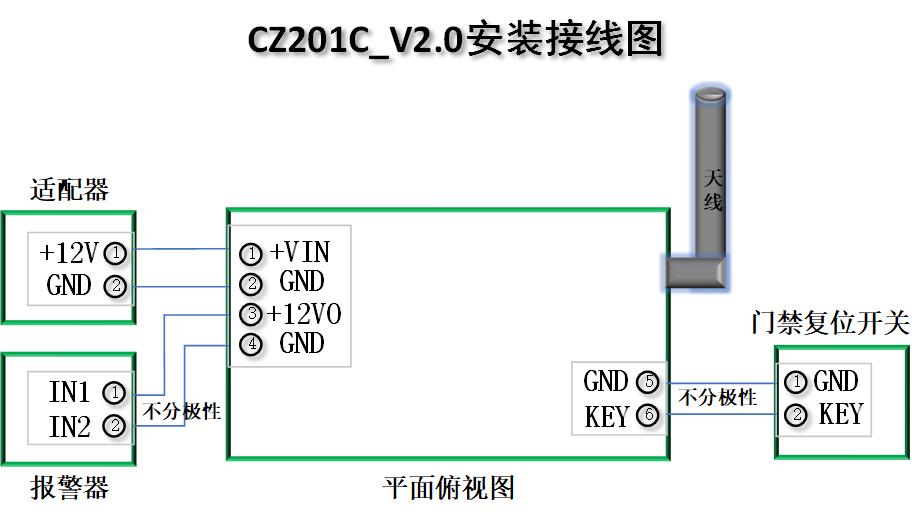 CZ201C_V2.0安装接线图
天线
适配器
+12V ① ① +VIN
GND ② ② GND
③ +12VO
④ GND
门禁复位开关
IN1 ①
IN2 ②
不分极性
GND ⑤ ① GND
不分极性
KEY ⑥ ② KEY
报警器
平面俯视图